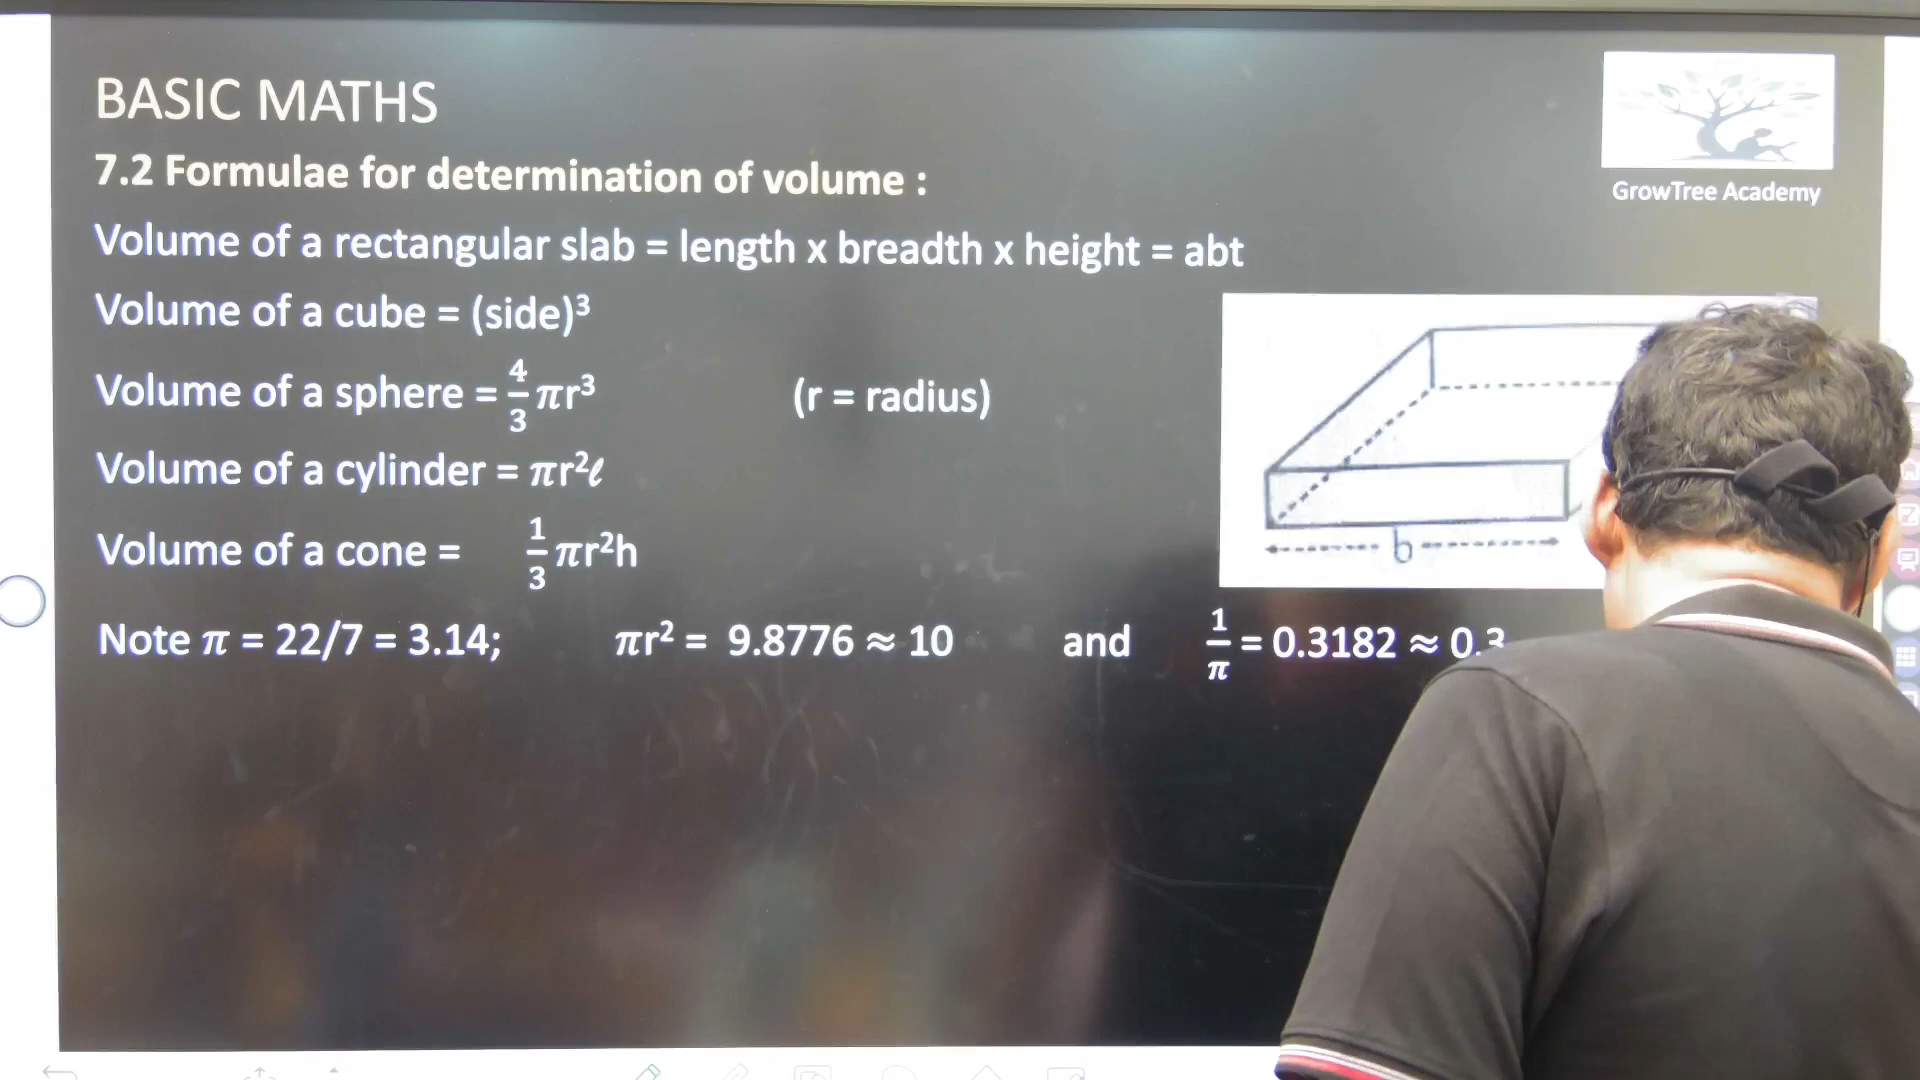 BASIC MATHS
GrowTree Academy
7.2 Formulae for determination of volume :
Volume of a rectangular slab = length x breadth x height = abt
Volume of a cube = (side)³
Volume of a sphere = 4/3 πr³ (r = radius)
Volume of a cylinder = πr²ℓ
Volume of a cone = 1/3 πr²h
b
Note π = 22/7 = 3.14; πr² = 9.8776 ≈ 10 and 1/π = 0.3182 ≈ 0.3